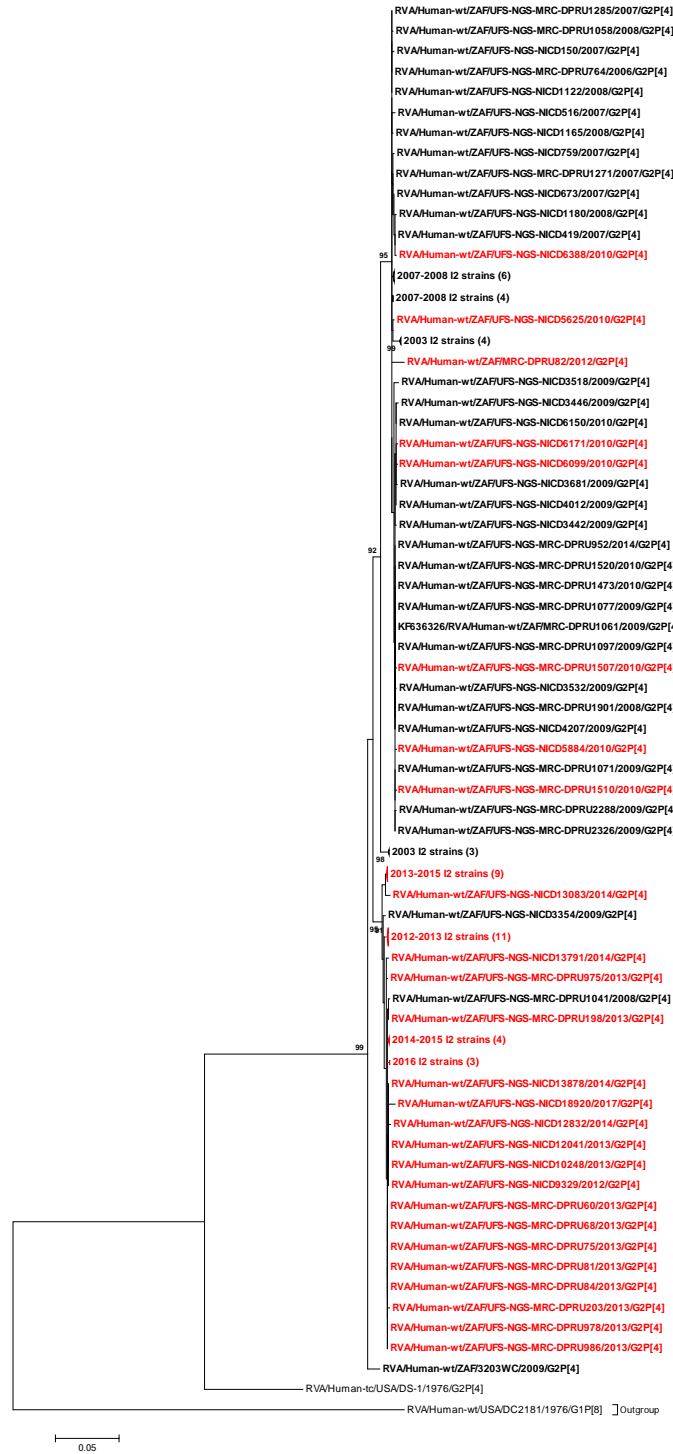 RVA/Human-wt/ZAF/UFS-NGS-MRC-DPRU1285/2007/G2P[4]
RVA/Human-wt/ZAF/UFS-NGS-MRC-DPRU1058/2008/G2P[4]
RVA/Human-wt/ZAF/UFS-NGS-NICD150/2007/G2P[4]
RVA/Human-wt/ZAF/UFS-NGS-MRC-DPRU764/2006/G2P[4]
RVA/Human-wt/ZAF/UFS-NGS-NICD1122/2008/G2P[4]
RVA/Human-wt/ZAF/UFS-NGS-NICD516/2007/G2P[4]
RVA/Human-wt/ZAF/UFS-NGS-NICD1165/2008/G2P[4]
RVA/Human-wt/ZAF/UFS-NGS-NICD759/2007/G2P[4]
RVA/Human-wt/ZAF/UFS-NGS-MRC-DPRU1271/2007/G2P[4]
RVA/Human-wt/ZAF/UFS-NGS-NICD673/2007/G2P[4]
RVA/Human-wt/ZAF/UFS-NGS-NICD1180/2008/G2P[4]
RVA/Human-wt/ZAF/UFS-NGS-NICD419/2007/G2P[4]
95
RVA/Human-wt/ZAF/UFS-NGS-NICD6388/2010/G2P[4]
2007-2008 I2 strains (6)
2007-2008 I2 strains (4)
RVA/Human-wt/ZAF/UFS-NGS-NICD5625/2010/G2P[4]
2003 I2 strains (4)
99
RVA/Human-wt/ZAF/MRC-DPRU82/2012/G2P[4]
RVA/Human-wt/ZAF/UFS-NGS-NICD3518/2009/G2P[4]
RVA/Human-wt/ZAF/UFS-NGS-NICD3446/2009/G2P[4]
RVA/Human-wt/ZAF/UFS-NGS-NICD6150/2010/G2P[4]
RVA/Human-wt/ZAF/UFS-NGS-NICD6171/2010/G2P[4]
RVA/Human-wt/ZAF/UFS-NGS-NICD6099/2010/G2P[4]
RVA/Human-wt/ZAF/UFS-NGS-NICD3681/2009/G2P[4]
RVA/Human-wt/ZAF/UFS-NGS-NICD4012/2009/G2P[4]
RVA/Human-wt/ZAF/UFS-NGS-NICD3442/2009/G2P[4]
RVA/Human-wt/ZAF/UFS-NGS-MRC-DPRU952/2014/G2P[4]
92
RVA/Human-wt/ZAF/UFS-NGS-MRC-DPRU1520/2010/G2P[4]
RVA/Human-wt/ZAF/UFS-NGS-MRC-DPRU1473/2010/G2P[4]
RVA/Human-wt/ZAF/UFS-NGS-MRC-DPRU1077/2009/G2P[4]
KF636326/RVA/Human-wt/ZAF/MRC-DPRU1061/2009/G2P[4
RVA/Human-wt/ZAF/UFS-NGS-MRC-DPRU1097/2009/G2P[4]
RVA/Human-wt/ZAF/UFS-NGS-MRC-DPRU1507/2010/G2P[4]
RVA/Human-wt/ZAF/UFS-NGS-NICD3532/2009/G2P[4]
RVA/Human-wt/ZAF/UFS-NGS-MRC-DPRU1901/2008/G2P[4]
RVA/Human-wt/ZAF/UFS-NGS-NICD4207/2009/G2P[4]
RVA/Human-wt/ZAF/UFS-NGS-NICD5884/2010/G2P[4]
RVA/Human-wt/ZAF/UFS-NGS-MRC-DPRU1071/2009/G2P[4]
RVA/Human-wt/ZAF/UFS-NGS-MRC-DPRU1510/2010/G2P[4]
RVA/Human-wt/ZAF/UFS-NGS-MRC-DPRU2288/2009/G2P[4
RVA/Human-wt/ZAF/UFS-NGS-MRC-DPRU2326/2009/G2P[4]
2003 I2 strains (3)
98
2013-2015 I2 strains (9)
RVA/Human-wt/ZAF/UFS-NGS-NICD13083/2014/G2P[4]
RVA/Human-wt/ZAF/UFS-NGS-NICD3354/2009/G2P[4]
95
2012-2013 I2 strains (11)
RVA/Human-wt/ZAF/UFS-NGS-NICD13791/2014/G2P[4]
RVA/Human-wt/ZAF/UFS-NGS-MRC-DPRU975/2013/G2P[4]
RVA/Human-wt/ZAF/UFS-NGS-MRC-DPRU1041/2008/G2P[4]
RVA/Human-wt/ZAF/UFS-NGS-MRC-DPRU198/2013/G2P[4]
2014-2015 I2 strains (4)
99
2016 I2 strains (3)
RVA/Human-wt/ZAF/UFS-NGS-NICD13878/2014/G2P[4]
RVA/Human-wt/ZAF/UFS-NGS-NICD18920/2017/G2P[4]
RVA/Human-wt/ZAF/UFS-NGS-NICD12832/2014/G2P[4]
RVA/Human-wt/ZAF/UFS-NGS-NICD12041/2013/G2P[4]
RVA/Human-wt/ZAF/UFS-NGS-NICD10248/2013/G2P[4]
RVA/Human-wt/ZAF/UFS-NGS-NICD9329/2012/G2P[4]
RVA/Human-wt/ZAF/UFS-NGS-MRC-DPRU60/2013/G2P[4]
RVA/Human-wt/ZAF/UFS-NGS-MRC-DPRU68/2013/G2P[4]
RVA/Human-wt/ZAF/UFS-NGS-MRC-DPRU75/2013/G2P[4]
RVA/Human-wt/ZAF/UFS-NGS-MRC-DPRU81/2013/G2P[4]
RVA/Human-wt/ZAF/UFS-NGS-MRC-DPRU84/2013/G2P[4]
RVA/Human-wt/ZAF/UFS-NGS-MRC-DPRU203/2013/G2P[4]
RVA/Human-wt/ZAF/UFS-NGS-MRC-DPRU978/2013/G2P[4]
RVA/Human-wt/ZAF/UFS-NGS-MRC-DPRU986/2013/G2P[4]
RVA/Human-wt/ZAF/3203WC/2009/G2P[4]
RVA/Human-tc/USA/DS-1/1976/G2P[4]
RVA/Human-wt/USA/DC2181/1976/G1P[8] Outgroup
0.05